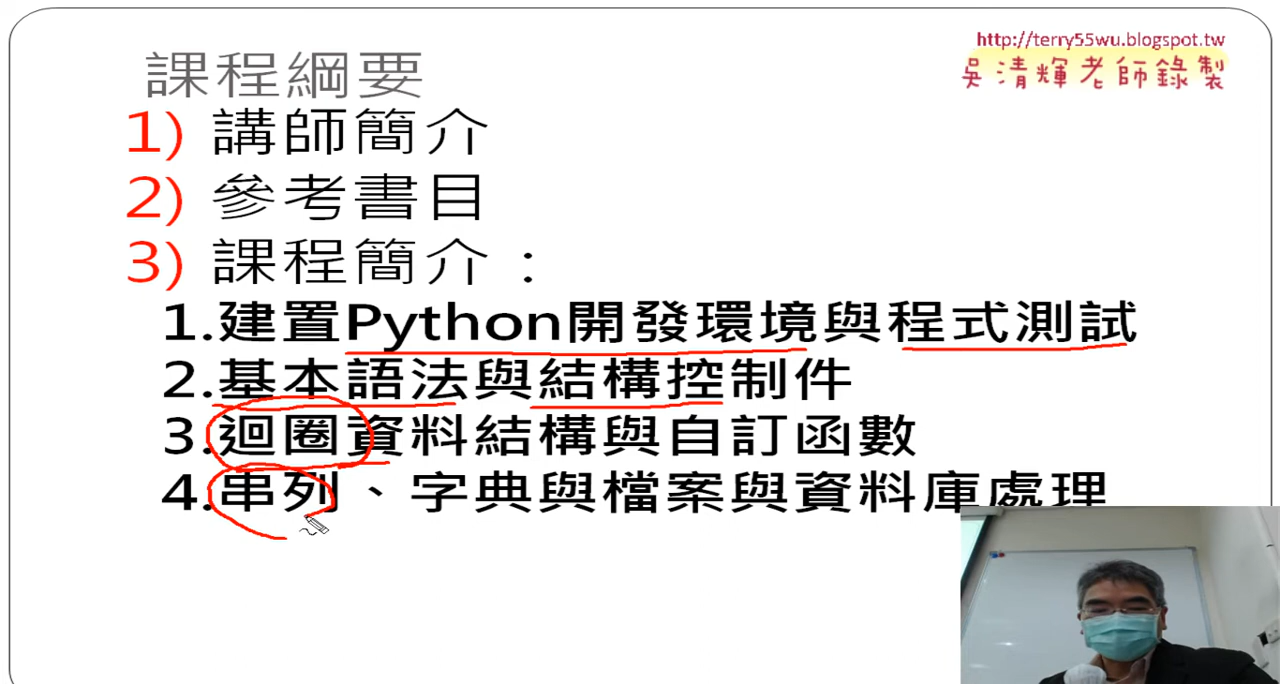 課程綱要
http://terry55wu.blogspot.tw
吳清輝老師錄製
1) 講師簡介
2) 參考書目
3) 課程簡介：
1.建置Python開發環境與程式測試
2.基本語法與結構控制件
3.迴圈資料結構與自訂函數
4.串列、字典與檔案與資料庫處理